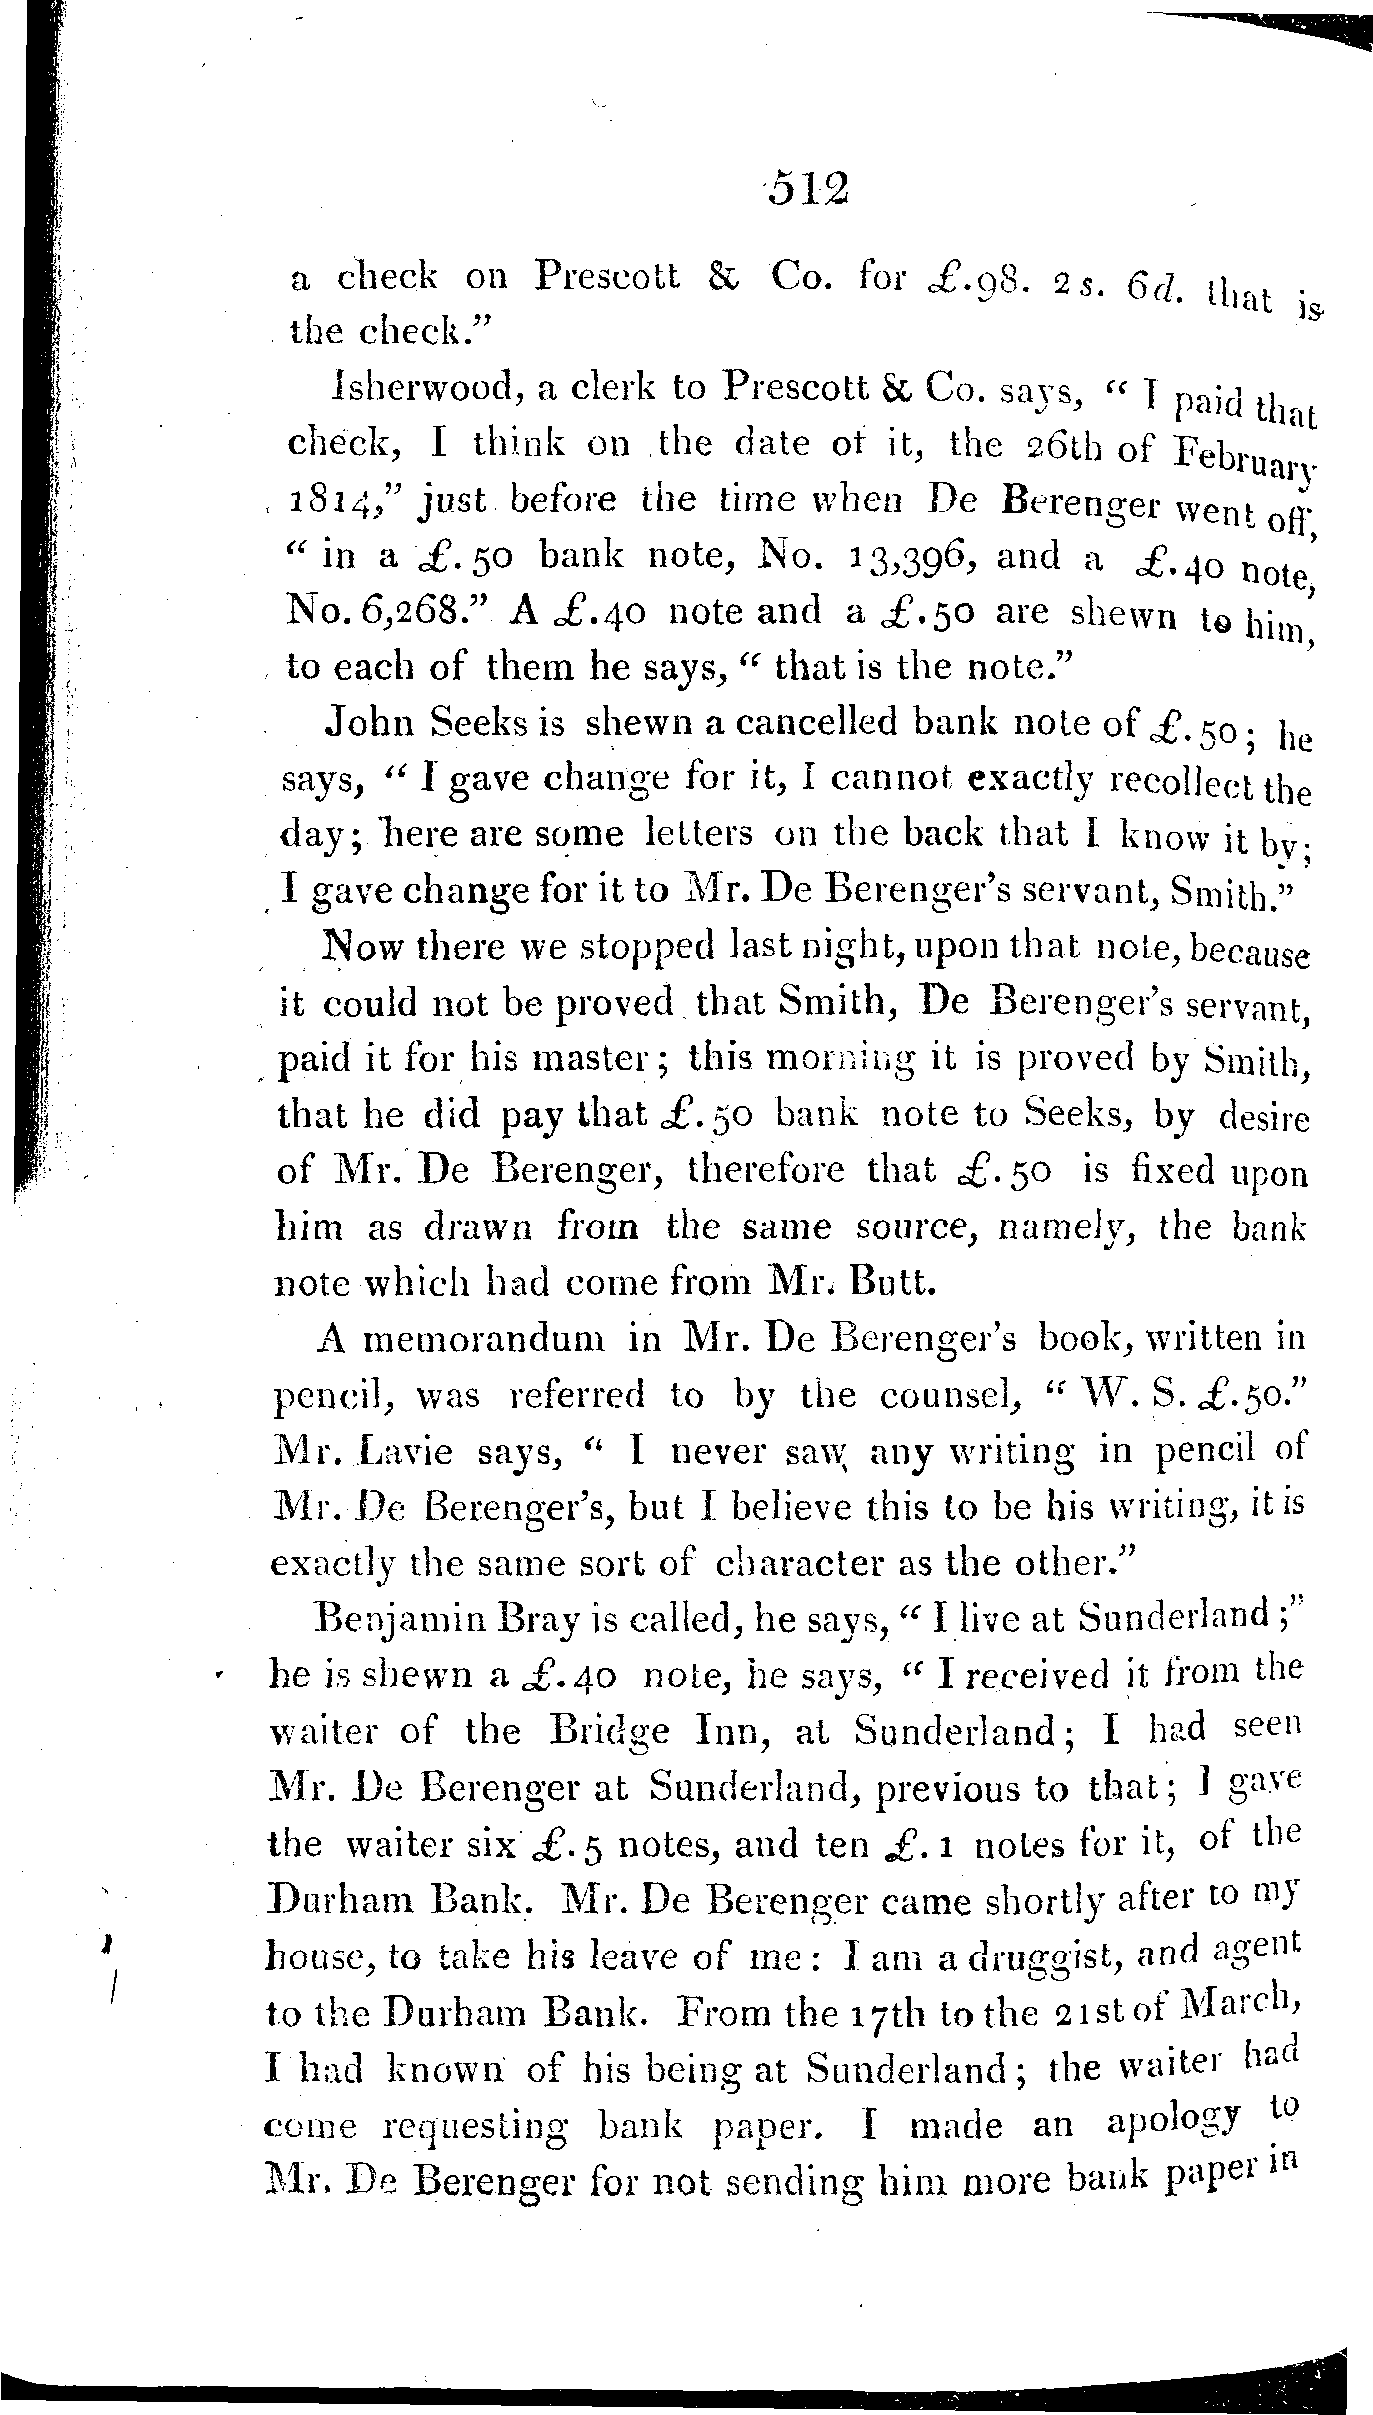 512
a check on Prescott & Co. for £.98. 2s. 6d. that is
the check."
Isherwood, a clerk to Prescott & Co. says, " I paid that
check, I think on the date of it, the 26th of February
1814," just before the time when De Berenger went off,
" in a £.50 bank note, No. 13,396, and a £.40 note,
No. 6,268." A £.40 note and a £.50 are shewn to him,
to each of them he says, " that is the note."
John Seeks is shewn a cancelled bank note of £.50; he
says, " I gave change for it, I cannot exactly recollect the
day; here are some letters on the back that I know it by;
I gave change for it to Mr. De Berenger's servant, Smith."
Now there we stopped last night, upon that note, because
it could not be proved that Smith, De Berenger's servant,
paid it for his master; this morning it is proved by Smith,
that he did pay that £.50 bank note to Seeks, by desire
of Mr. De Berenger, therefore that £.50 is fixed upon
him as drawn from the same source, namely, the bank
note which had come from Mr. Butt.
A memorandum in Mr. De Berenger's book, written in
pencil, was referred to by the counsel, " W. S. £.50."
Mr. Lavie says, " I never saw any writing in pencil of
Mr. De Berenger's, but I believe this to be his writing, it is
exactly the same sort of character as the other."
Benjamin Bray is called, he says, " I live at Sunderland;"
he is shewn a £.40 note, he says, " I received it from the
waiter of the Bridge Inn, at Sunderland; I had seen
Mr. De Berenger at Sunderland, previous to that; I gave
the waiter six £.5 notes, and ten £.1 notes for it, of the
Durham Bank. Mr. De Berenger came shortly after to my
house, to take his leave of me: I am a druggist, and agent
to the Durham Bank. From the 17th to the 21st of March,
I had known of his being at Sunderland; the waiter had
come requesting bank paper. I made an apology to
Mr. De Berenger for not sending him more bank paper in